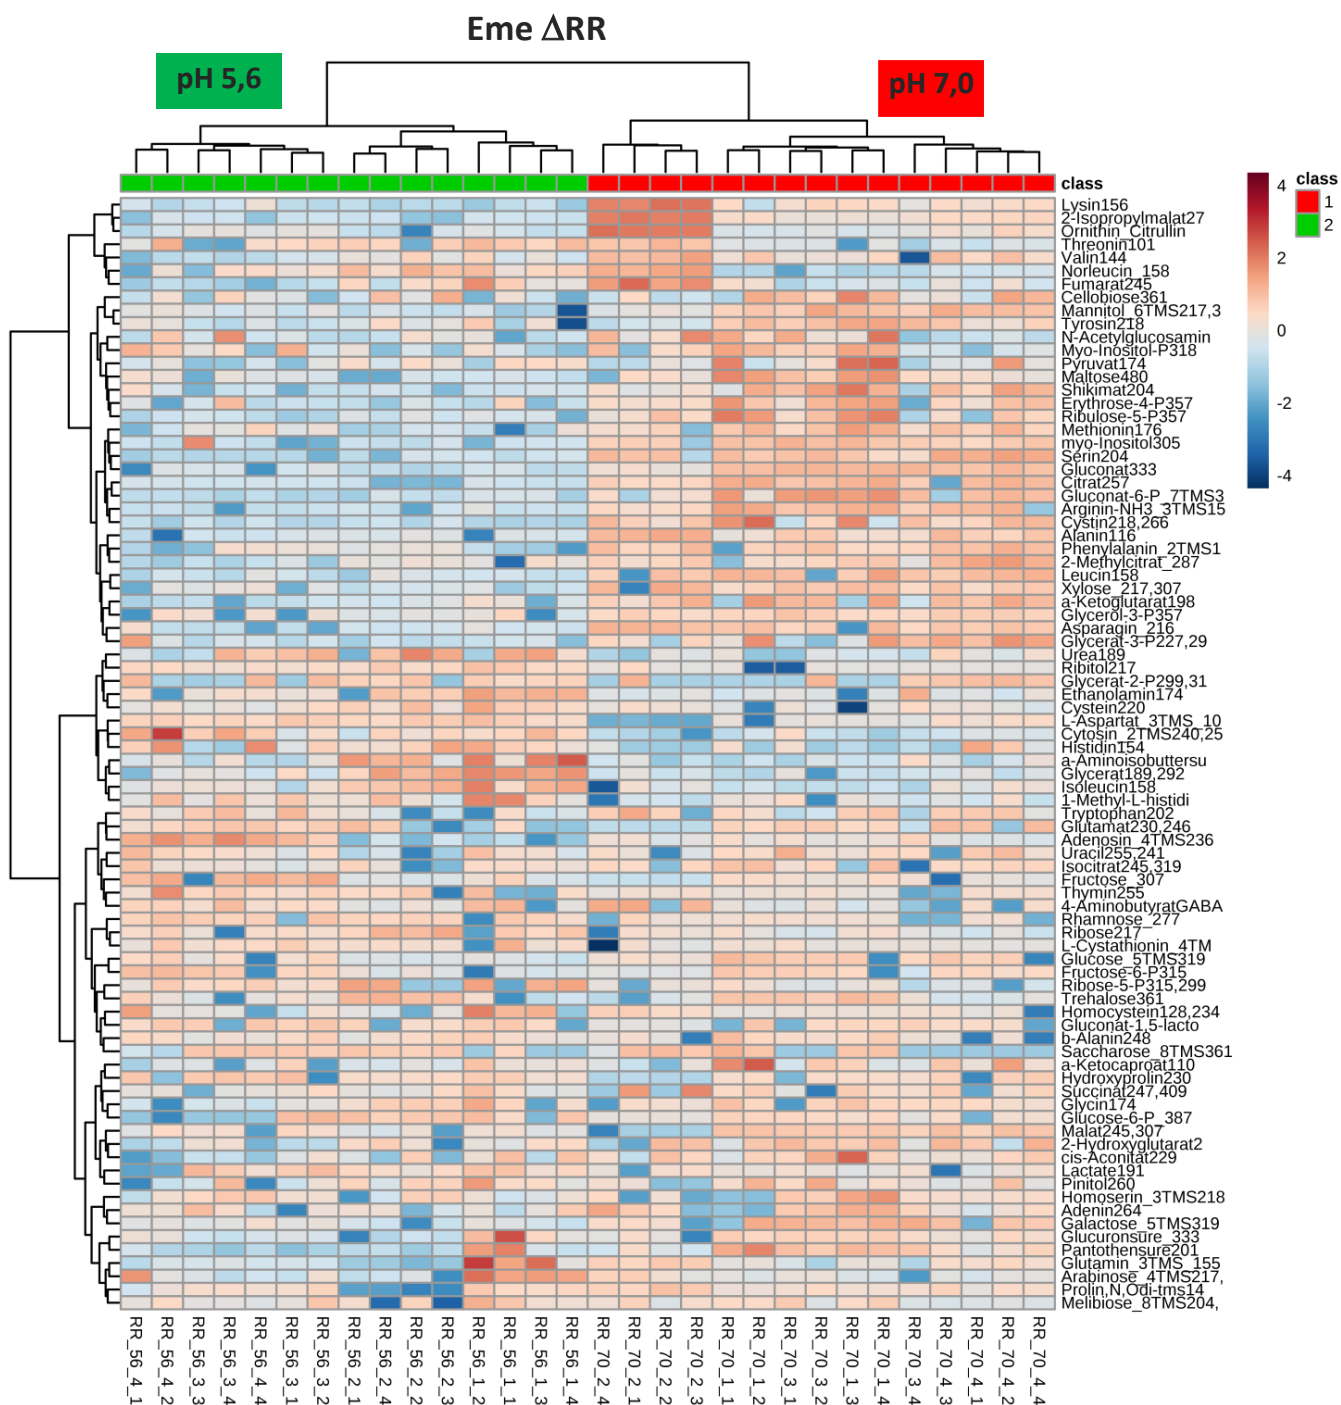 Eme ΔRR
pH 5,6
pH 7,0
class
Lysin156
2-Isopropylmalat27
Ornithin_Citrullin
Threonin101
Valin144
Norleucin_158
Fumarat245
Cellobiose361
Mannitol_6TMS217,3
Tyrosin218
N-Acetylglucosamin
Myo-Inositol-P318
Pyruvat174
Maltose480
Shikimat204
Erythrose-4-P357
Ribulose-5-P357
Methionin176
myo-Inositol305
Serin204
Gluconat333
Citrat257
Gluconat-6-P_7TMS3
Arginin-NH3_3TMS15
Cystin218,266
Alanin116
Phenylalanin_2TMS1
2-Methylcitrat_287
Leucin158
Xylose_217,307
a-Ketoglutarat198
Glycerol-3-P357
Asparagin_216
Glycerat-3-P227,29
Urea189
Ribitol217
Glycerat-2-P299,31
Ethanolamin174
Cystein220
L-Aspartat_3TMS_10
Cytosin_2TMS240,25
Histidin154
a-Aminoisobuttersu
Glycerat189,292
Isoleucin158
1-Methyl-L-histidi
Tryptophan202
Glutamat230,246
Adenosin_4TMS236
Uracil255,241
Isocitrat245,319
Fructose_307
Thymin255
4-AminobutyratGABA
Rhamnose_277
Ribose217
L-Cystathionin_4TM
Glucose_5TMS319
Fructose-6-P315
Ribose-5-P315,299
Trehalose361
Homocystein128,234
Gluconat-1,5-lacto
b-Alanin248
Saccharose_8TMS361
a-Ketocaproat110
Hydroxyprolin230
Succinat247,409
Glycin174
Glucose-6-P_387
Malat245,307
2-Hydroxyglutarat2
cis-Aconitat229
Lactate191
Pinitol260
Homoserin_3TMS218
Adenin264
Galactose_5TMS319
Glucuronsure_333
Pantothensure201
Glutamin_3TMS_155
Arabinose_4TMS217,
Prolin,N,Odi-tms14
Melibiose_8TMS204,
4
2
0
-2
-4
class
1
2
RR_56_4_1
RR_56_4_2
RR_56_3_3
RR_56_3_4
RR_56_4_4
RR_56_3_1
RR_56_3_2
RR_56_2_1
RR_56_2_4
RR_56_2_2
RR_56_2_3
RR_56_1_2
RR_56_1_1
RR_56_1_3
RR_56_1_4
RR_70_2_4
RR_70_2_1
RR_70_2_2
RR_70_2_3
RR_70_1_1
RR_70_1_2
RR_70_3_1
RR_70_3_2
RR_70_1_3
RR_70_1_4
RR_70_3_4
RR_70_3_3
RR_70_4_1
RR_70_4_2
RR_70_4_4